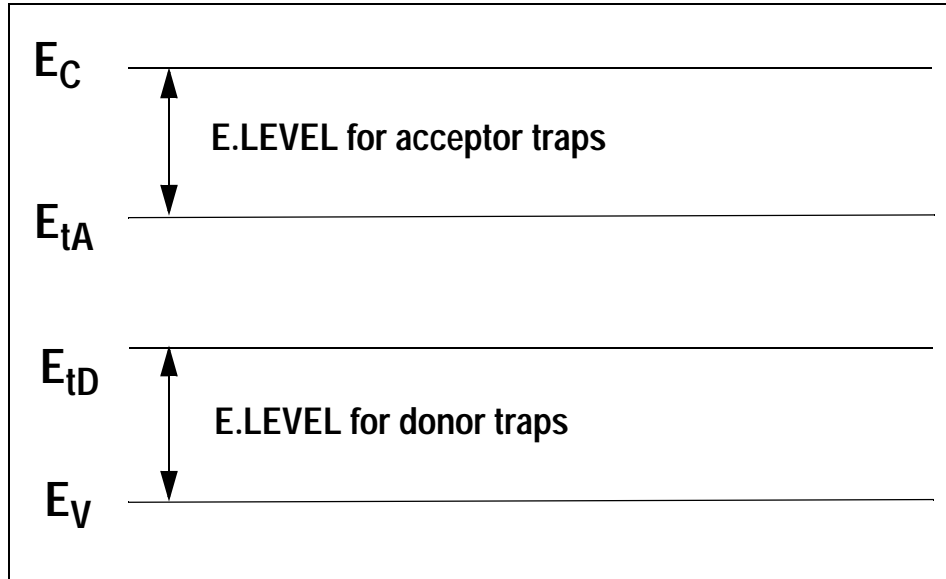 E_C
E.LEVEL for acceptor traps
E_tA
E_tD
E.LEVEL for donor traps
E_V